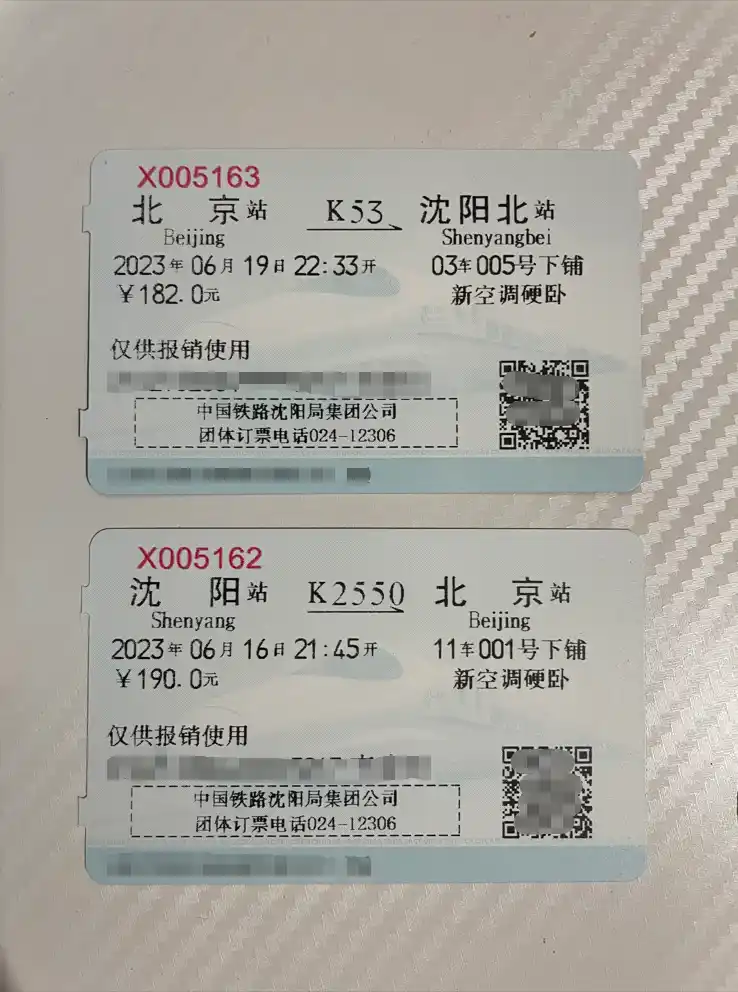 X005163
北 京站 K53 沈阳北站
Beijing Shenyangbei
2023年06月19日22:33开 03车005号下铺
￥182.0元 新空调硬卧
仅供报销使用
中国铁路沈阳局集团公司
团体订票电话024-12306
X005162
沈 阳站 K2550 北 京站
Shenyang Beijing
2023年06月16日21:45开 11车001号下铺
￥190.0元 新空调硬卧
仅供报销使用
中国铁路沈阳局集团公司
团体订票电话024-12306